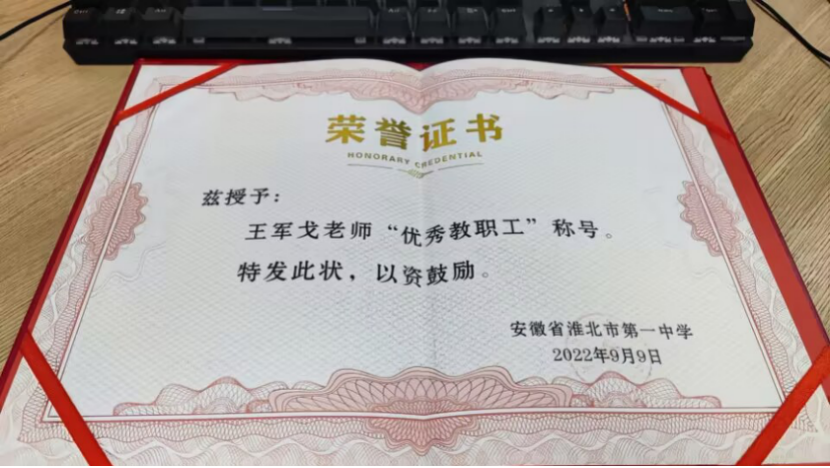 荣誉证书
HONORARY CREDENTIAL
兹授予：
王军戈老师“优秀教职工”称号。
特发此状，以资鼓励。
安徽省淮北市第一中学
2022年9月9日